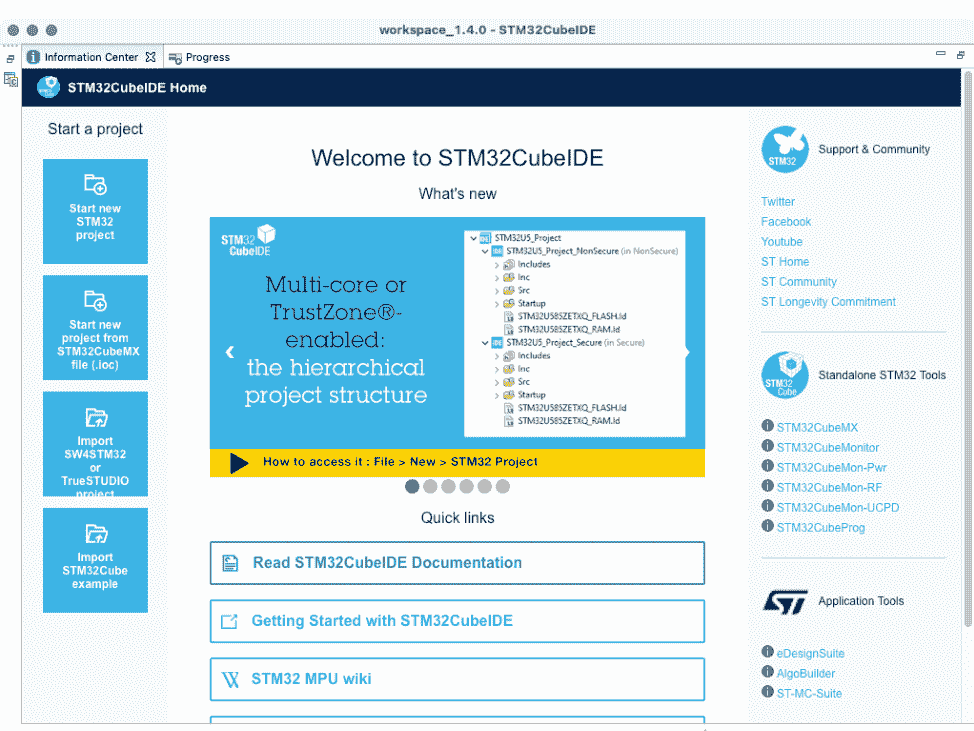 workspace_1.4.0 - STM32CubeIDE
Information Center
Progress
STM32CubeIDE Home
Start a project
Start new
STM32
project
Start new
project from
STM32CubeMX
file (.ioc)
Import
SW4STM32
or
TrueSTUDIO
project
Import
STM32Cube
example
Welcome to STM32CubeIDE
What's new
STM32
CubeIDE
Multi-core or
TrustZone®-
enabled:
the hierarchical
project structure
STM32U5_Project
STM32U5_Project_NonSecure (in NonSecure)
Includes
Inc
Src
Startup
STM32U585ZETXQ_FLASH.ld
STM32U585ZETXQ_RAM.ld
STM32U5_Project_Secure (in Secure)
Includes
Inc
Src
Startup
STM32U585ZETXQ_FLASH.ld
STM32U585ZETXQ_RAM.ld
How to access it : File > New > STM32 Project
Quick links
Read STM32CubeIDE Documentation
Getting Started with STM32CubeIDE
STM32 MPU wiki
STM32
Support & Community
Twitter
Facebook
Youtube
ST Home
ST Community
ST Longevity Commitment
STM32
Cube
Standalone STM32 Tools
STM32CubeMX
STM32CubeMonitor
STM32CubeMon-Pwr
STM32CubeMon-RF
STM32CubeMon-UCPD
STM32CubeProg
ST
Application Tools
eDesignSuite
AlgoBuilder
ST-MC-Suite